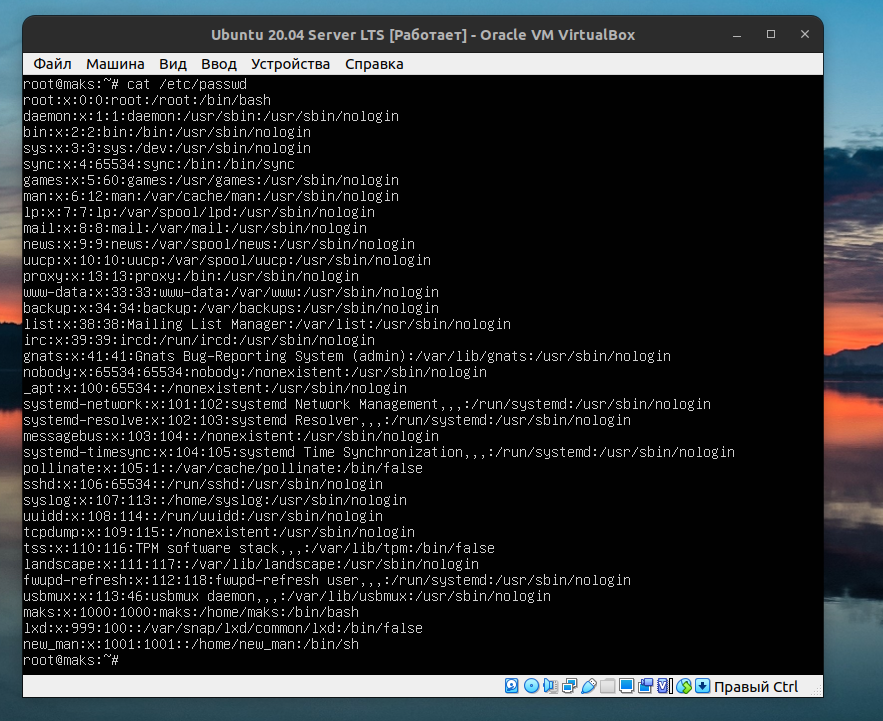 Ubuntu 20.04 Server LTS [Работает] - Oracle VM VirtualBox
Файл Машина Вид Ввод Устройства Справка
root@maks:~# cat /etc/passwd
root:x:0:0:root:/root:/bin/bash
daemon:x:1:1:daemon:/usr/sbin:/usr/sbin/nologin
bin:x:2:2:bin:/bin:/usr/sbin/nologin
sys:x:3:3:sys:/dev:/usr/sbin/nologin
sync:x:4:65534:sync:/bin:/bin/sync
games:x:5:60:games:/usr/games:/usr/sbin/nologin
man:x:6:12:man:/var/cache/man:/usr/sbin/nologin
lp:x:7:7:lp:/var/spool/lpd:/usr/sbin/nologin
mail:x:8:8:mail:/var/mail:/usr/sbin/nologin
news:x:9:9:news:/var/spool/news:/usr/sbin/nologin
uucp:x:10:10:uucp:/var/spool/uucp:/usr/sbin/nologin
proxy:x:13:13:proxy:/bin:/usr/sbin/nologin
www-data:x:33:33:www-data:/var/www:/usr/sbin/nologin
backup:x:34:34:backup:/var/backups:/usr/sbin/nologin
list:x:38:38:Mailing List Manager:/var/list:/usr/sbin/nologin
irc:x:39:39:ircd:/run/ircd:/usr/sbin/nologin
gnats:x:41:41:Gnats Bug-Reporting System (admin):/var/lib/gnats:/usr/sbin/nologin
nobody:x:65534:65534:nobody:/nonexistent:/usr/sbin/nologin
_apt:x:100:65534::/nonexistent:/usr/sbin/nologin
systemd-network:x:101:102:systemd Network Management,,,:/run/systemd:/usr/sbin/nologin
systemd-resolve:x:102:103:systemd Resolver,,,:/run/systemd:/usr/sbin/nologin
messagebus:x:103:104::/nonexistent:/usr/sbin/nologin
systemd-timesync:x:104:105:systemd Time Synchronization,,,:/run/systemd:/usr/sbin/nologin
pollinate:x:105:1::/var/cache/pollinate:/bin/false
sshd:x:106:65534::/run/sshd:/usr/sbin/nologin
syslog:x:107:113::/home/syslog:/usr/sbin/nologin
uuidd:x:108:114::/run/uuidd:/usr/sbin/nologin
tcpdump:x:109:115::/nonexistent:/usr/sbin/nologin
tss:x:110:116:TPM software stack,,,:/var/lib/tpm:/bin/false
landscape:x:111:117::/var/lib/landscape:/usr/sbin/nologin
fwupd-refresh:x:112:118:fwupd-refresh user,,,:/run/systemd:/usr/sbin/nologin
usbmux:x:113:46:usbmux daemon,,,:/var/lib/usbmux:/usr/sbin/nologin
maks:x:1000:1000:maks:/home/maks:/bin/bash
lxd:x:999:100::/var/snap/lxd/common/lxd:/bin/false
new_man:x:1001:1001::/home/new_man:/bin/sh
root@maks:~#
Правый Ctrl